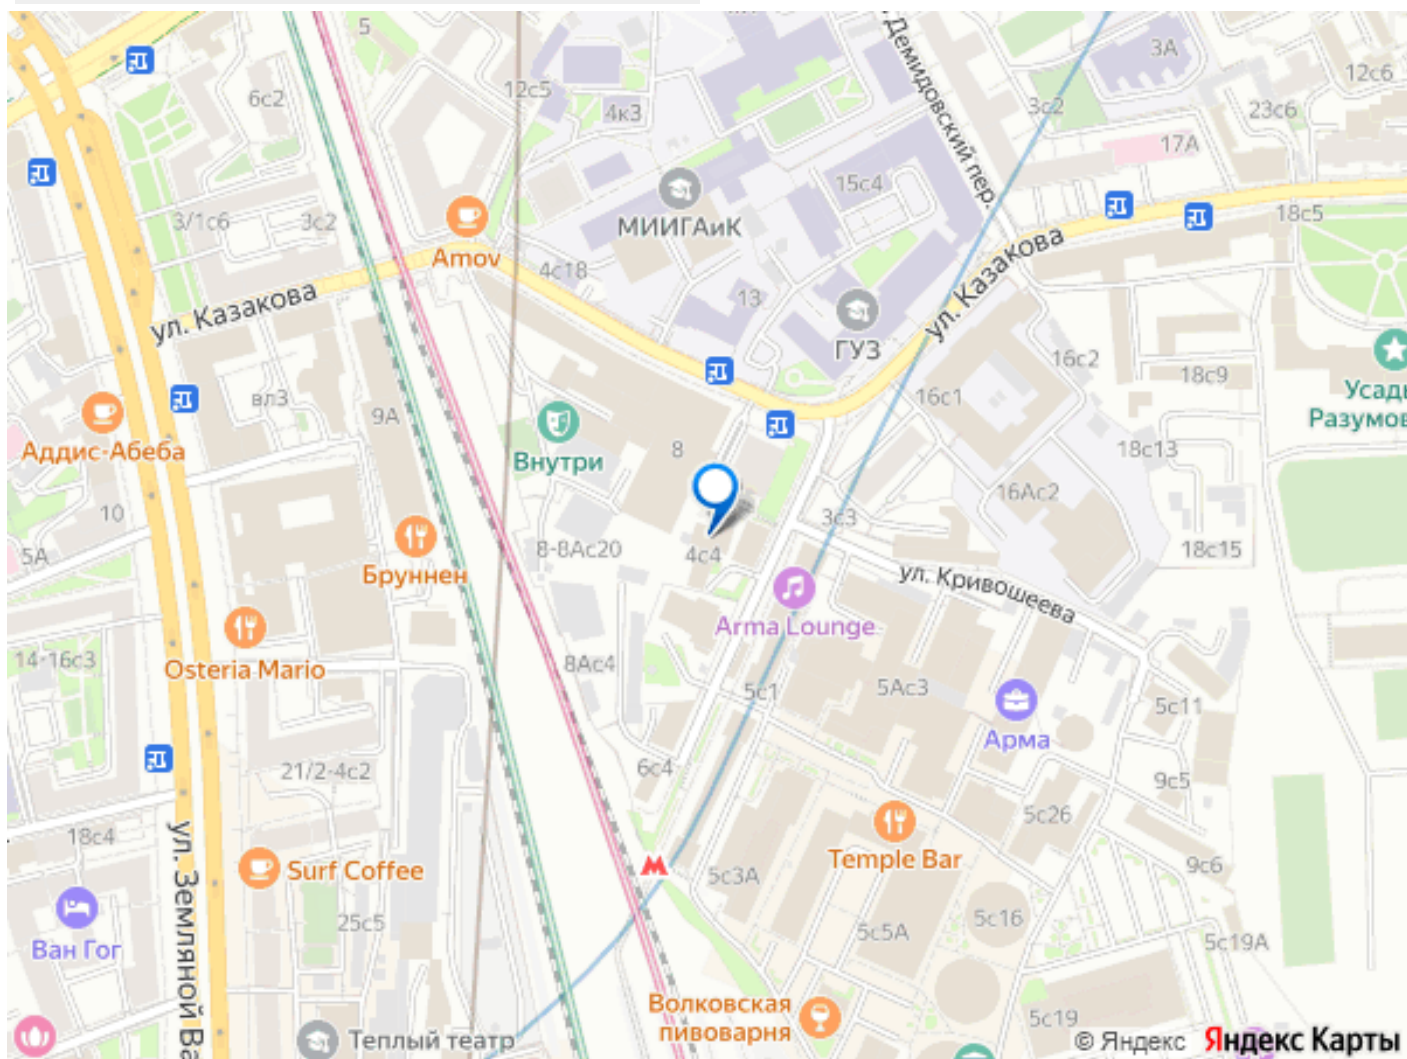 5
12с5
6с2
4к3
3А
12с6
3с2
23с6
17А
Демидовский пер.
15с4
МИИГАиК
3/1с6
3с2
18с5
Amov
4с18
ул. Казакова
ул. Казакова
13
ГУЗ
16с2
18с9
Усадь
Разумов
вл3
9А
16с1
Аддис-Абеба
Внутри
8
18с13
10
16Ас2
3с3
5А
8-8Ас20
4с4
18с15
Бруннен
ул. Кривошеева
Arma Lounge
14-16с3
Osteria Mario
8Ас4
5с1
5Ас3
5с11
Арма
6с4
21/2-4с2
9с5
5с26
18с4
ул. Земляной Ва
Surf Coffee
5с3А
Temple Bar
9с6
25с5
5с16
Ван Гог
5с5А
5с19А
Волковская
пивоварня
5с19
Теплый театр
© Яндекс Яндекс Карты